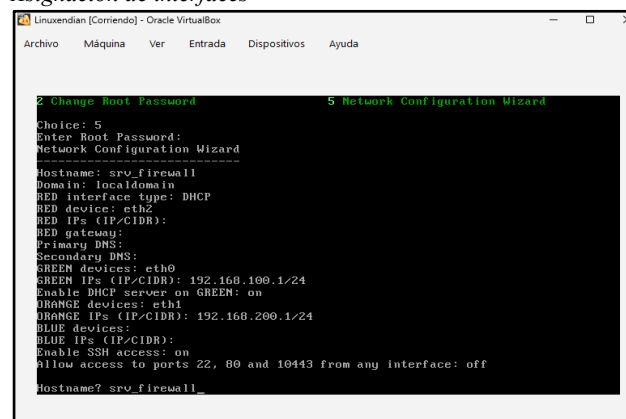 Asignación de interfaces
Linuxendian [Corriendo] - Oracle VirtualBox
Archivo Máquina Ver Entrada Dispositivos Ayuda
2 Change Root Password 5 Network Configuration Wizard
Choice: 5
Enter Root Password:
Network Configuration Wizard
----------------------------
Hostname: srv_firewall
Domain: localdomain
RED interface type: DHCP
RED device: eth2
RED IPs (IP/CIDR):
RED gateway:
Primary DNS:
Secondary DNS:
GREEN devices: eth0
GREEN IPs (IP/CIDR): 192.168.100.1/24
Enable DHCP server on GREEN: on
ORANGE devices: eth1
ORANGE IPs (IP/CIDR): 192.168.200.1/24
BLUE devices:
BLUE IPs (IP/CIDR):
Enable SSH access: on
Allow access to ports 22, 80 and 10443 from any interface: off
Hostname? srv_firewall_